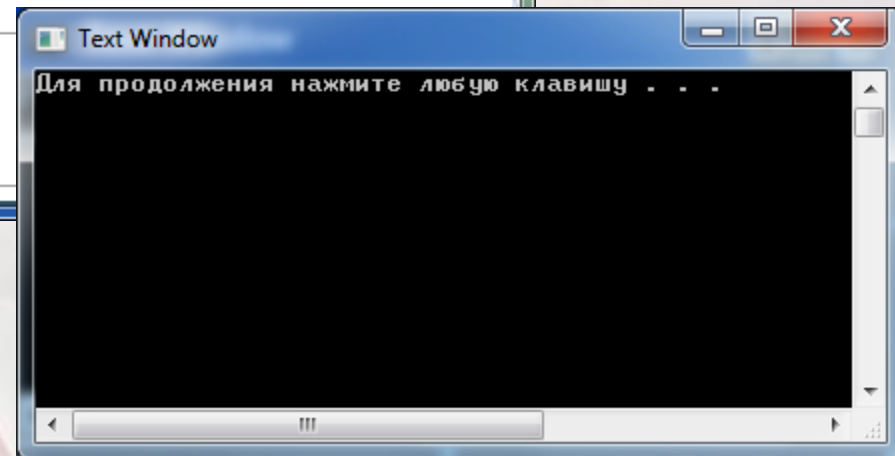 Text Window
Для продолжения нажмите любую клавишу . . .